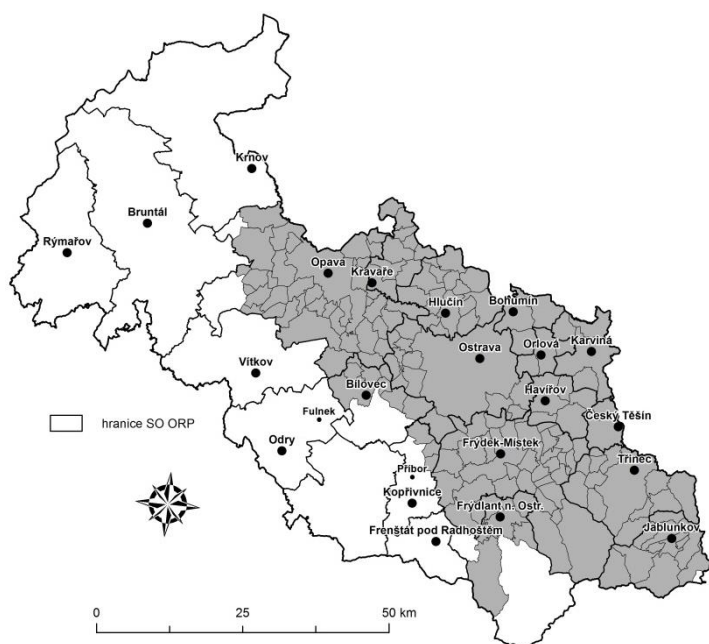 Krnov
Bruntál
Rýmařov
Opava
Kravaře
Hlučín
Bohumín
Ostrava
Orlová
Karviná
Vítkov
Bílovec
Havířov
Český Těšín
hranice SO ORP
Fulnek
Odry
Frýdek-Místek
Třinec
Příbor
Kopřivnice
Frýdlant n. Ostr.
Frenštát pod Radhoštěm
Jablunkov
0 25 50 km